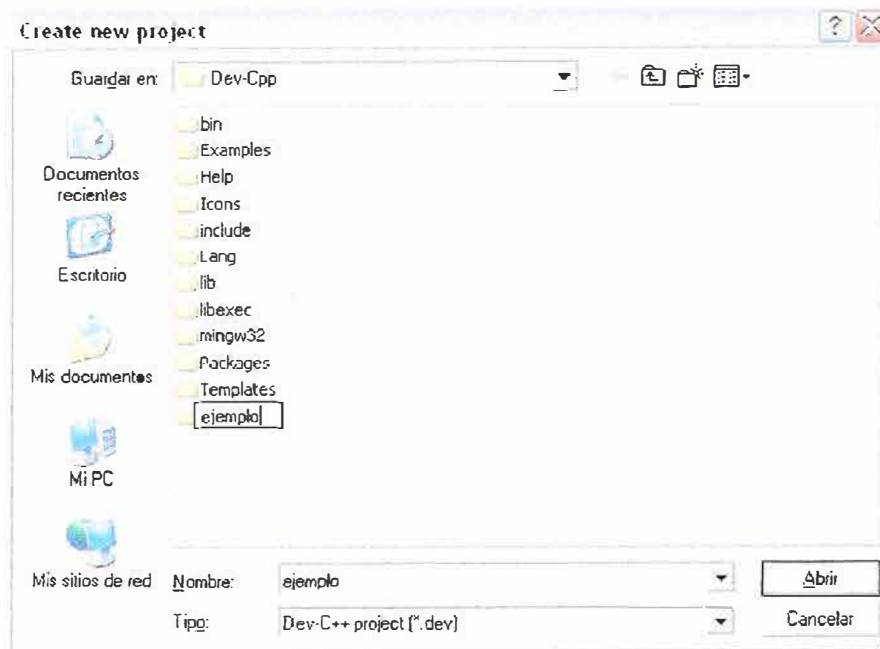 Create new project
Guardar en:
Dev-Cpp
Documentos recientes
Escritorio
Mis documentos
Mi PC
Mis sitios de red
bin
Examples
Help
Icons
include
Lang
lib
libexec
mingw32
Packages
Templates
ejemplo
Nombre:
ejemplo
Abrir
Tipo:
Dev-C++ project (*.dev)
Cancelar